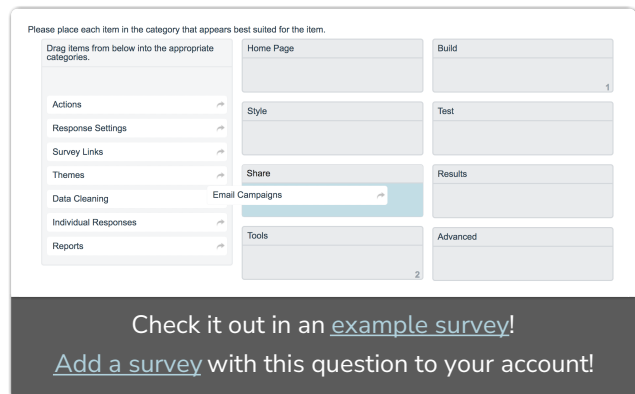 Please place each item in the category that appears best suited for the item.
Drag items from below into the appropriate
categories.
Actions
Response Settings
Survey Links
Themes
Data Cleaning
Individual Responses
Reports
Email Campaigns
Home Page
Build
1
Style
Test
Share
Results
Tools
2
Advanced
Check it out in an example survey!
Add a survey with this question to your account!